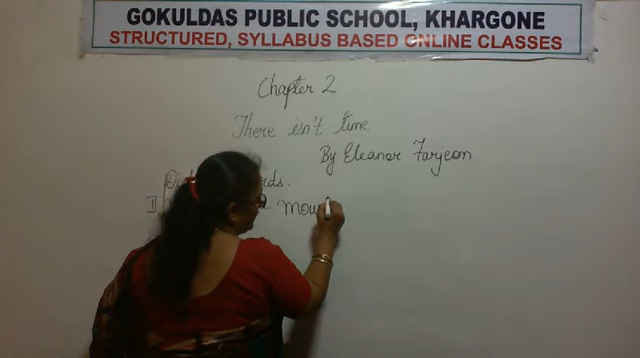 GOKULDAS PUBLIC SCHOOL, KHARGONE
STRUCTURED, SYLLABUS BASED ONLINE CLASSES
Chapter 2
There isn't time
By Eleanor Farjeon